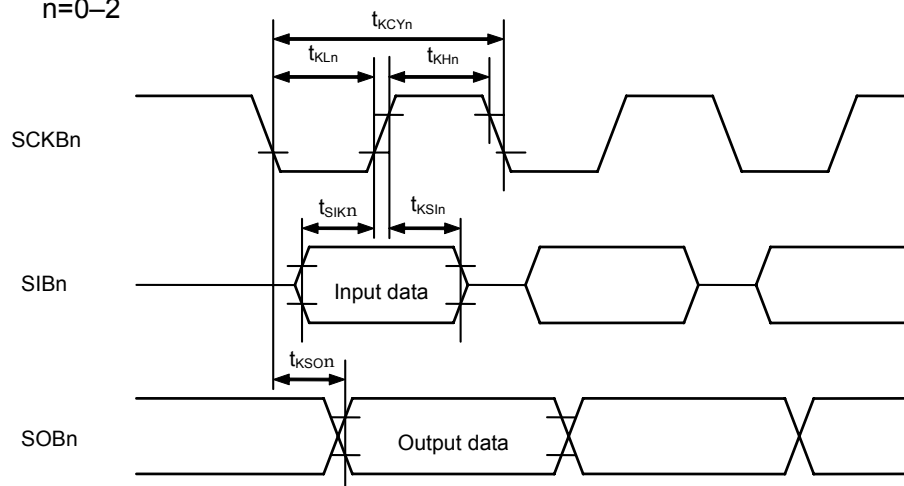 n=0–2
tKCYn
tKLn
tKHn
SCKBn
tSIKn
tKSIn
SIBn
Input data
tKSOn
SOBn
Output data